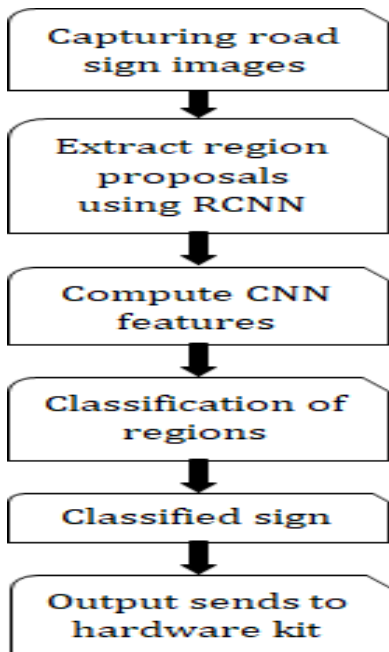 Capturing road
sign images
Extract region
proposals
using RCNN
Compute CNN
features
Classification of
regions
Classified sign
Output sends to
hardware kit